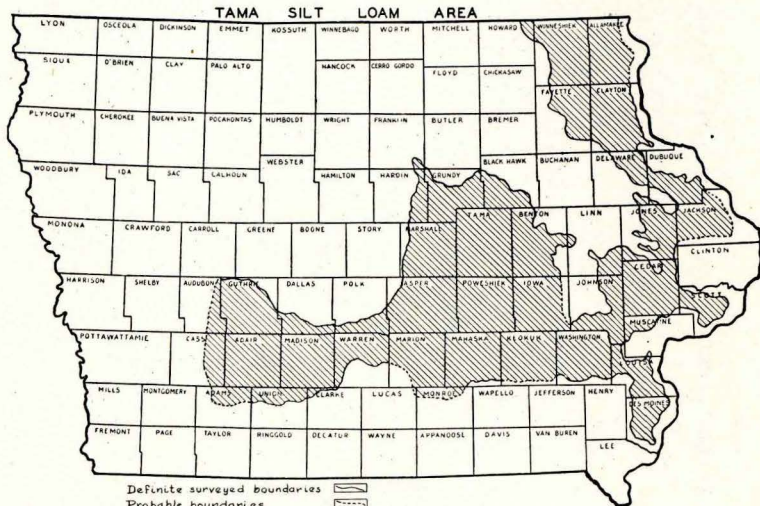 TAMA SILT LOAM AREA
LYON OSCEOLA DICKINSON EMMET KOSSUTH WINNEBAGO WORTH MITCHELL HOWARD WINNESHIEK ALLAMAKEE
SIOUX O'BRIEN CLAY PALO ALTO HANCOCK CERRO GORDO FLOYD CHICKASAW
FAYETTE CLAYTON
PLYMOUTH CHEROKEE BUENA VISTA POCAHONTAS HUMBOLDT WRIGHT FRANKLIN BUTLER BREMER
WOODBURY IDA SAC CALHOUN WEBSTER HAMILTON HARDIN GRUNDY BLACK HAWK BUCHANAN DELAWARE DUBUQUE
MONONA CRAWFORD CARROLL GREENE BOONE STORY MARSHALL TAMA BENTON LINN JONES JACKSON
CLINTON
HARRISON SHELBY AUDUBON GUTHRIE DALLAS POLK JASPER POWESHIEK IOWA JOHNSON CEDAR SCOTT
MUSCATINE
POTTAWATTAMIE CASS ADAIR MADISON WARREN MARION MAHASKA KEOKUK WASHINGTON LOUISA
MILLS MONTGOMERY ADAMS UNION CLARKE LUCAS MONROE WAPELLO JEFFERSON HENRY DES MOINES
FREMONT PAGE TAYLOR RINGGOLD DECATUR WAYNE APPANOOSE DAVIS VAN BUREN LEE
Definite surveyed boundaries
Probable boundaries